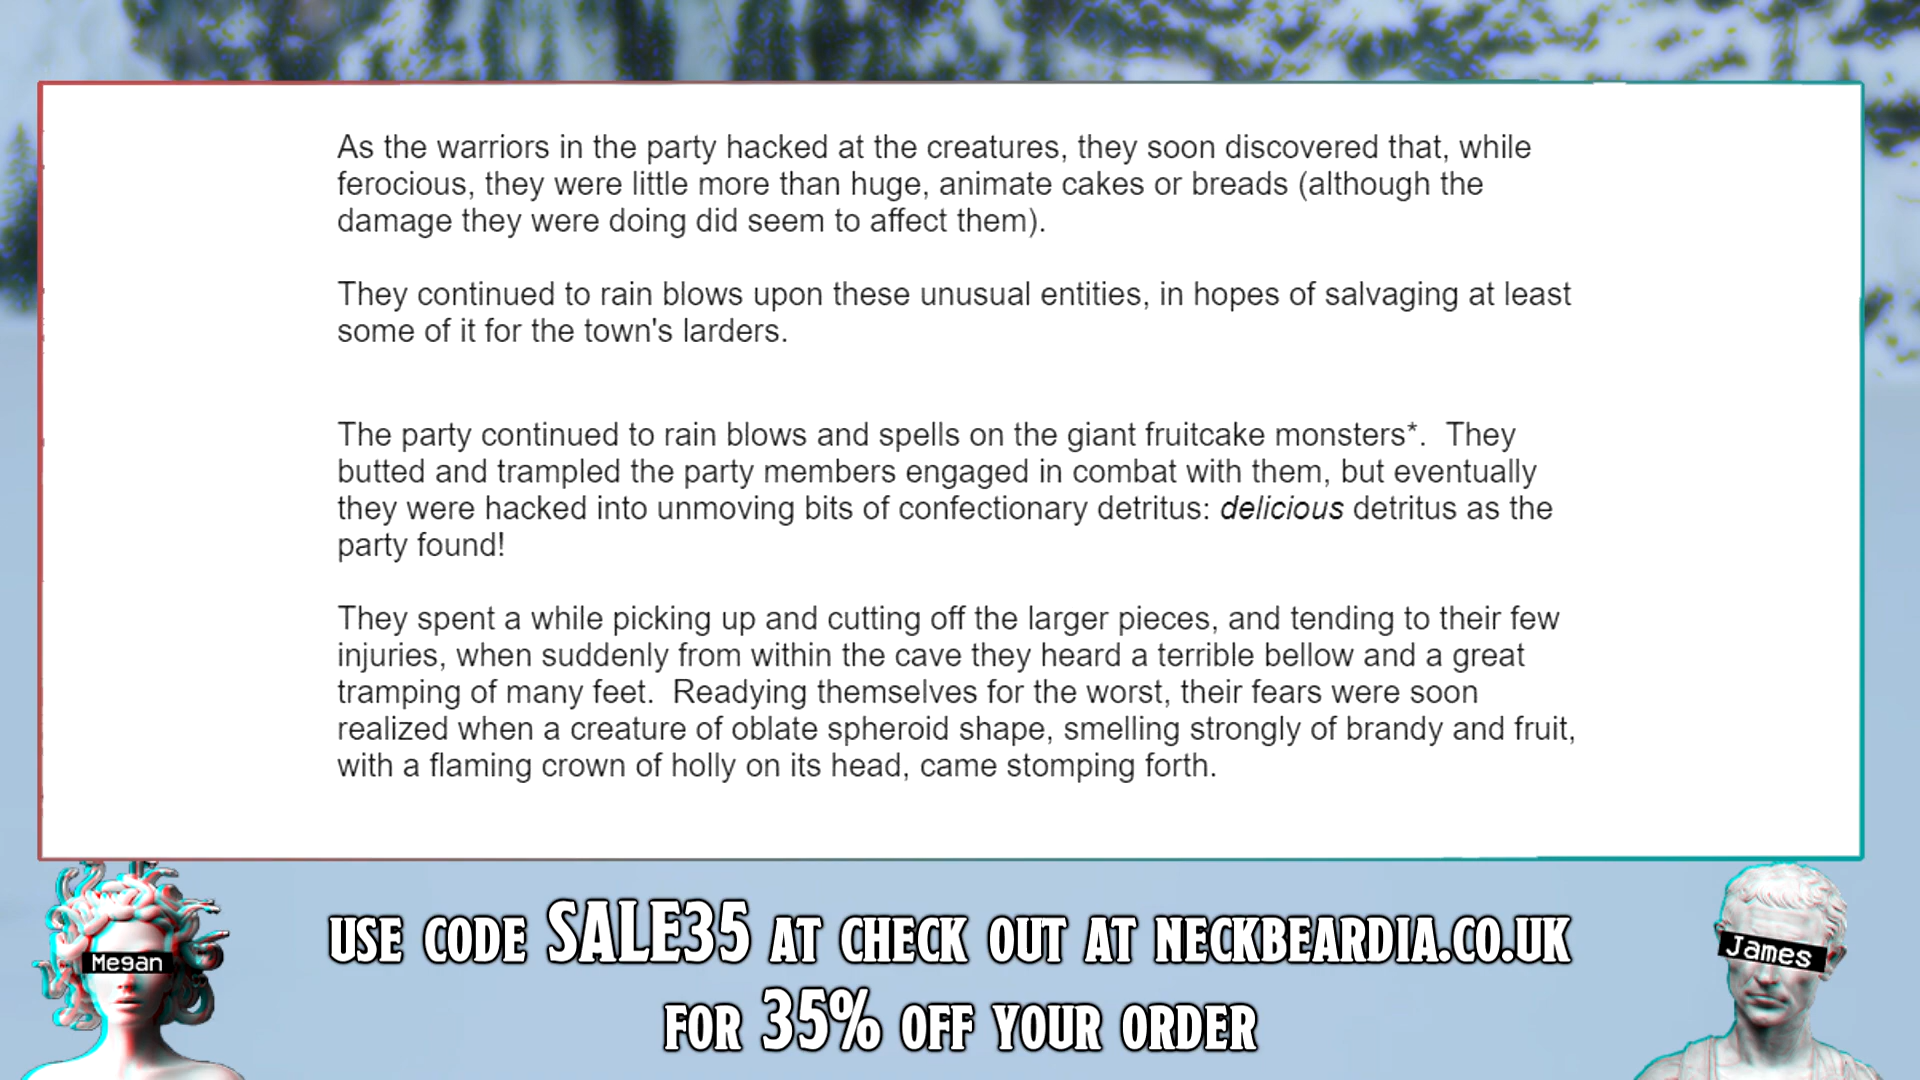 As the warriors in the party hacked at the creatures, they soon discovered that, while
ferocious, they were little more than huge, animate cakes or breads (although the
damage they were doing did seem to affect them).
They continued to rain blows upon these unusual entities, in hopes of salvaging at least
some of it for the town's larders.
The party continued to rain blows and spells on the giant fruitcake monsters*.  They
butted and trampled the party members engaged in combat with them, but eventually
they were hacked into unmoving bits of confectionary detritus: delicious detritus as the
party found!
They spent a while picking up and cutting off the larger pieces, and tending to their few
injuries, when suddenly from within the cave they heard a terrible bellow and a great
tramping of many feet.  Readying themselves for the worst, their fears were soon
realized when a creature of oblate spheroid shape, smelling strongly of brandy and fruit,
with a flaming crown of holly on its head, came stomping forth.
Megan
USE CODE SALE35 AT CHECK OUT AT NECKBEARDIA.CO.UK
FOR 35% OFF YOUR ORDER
James